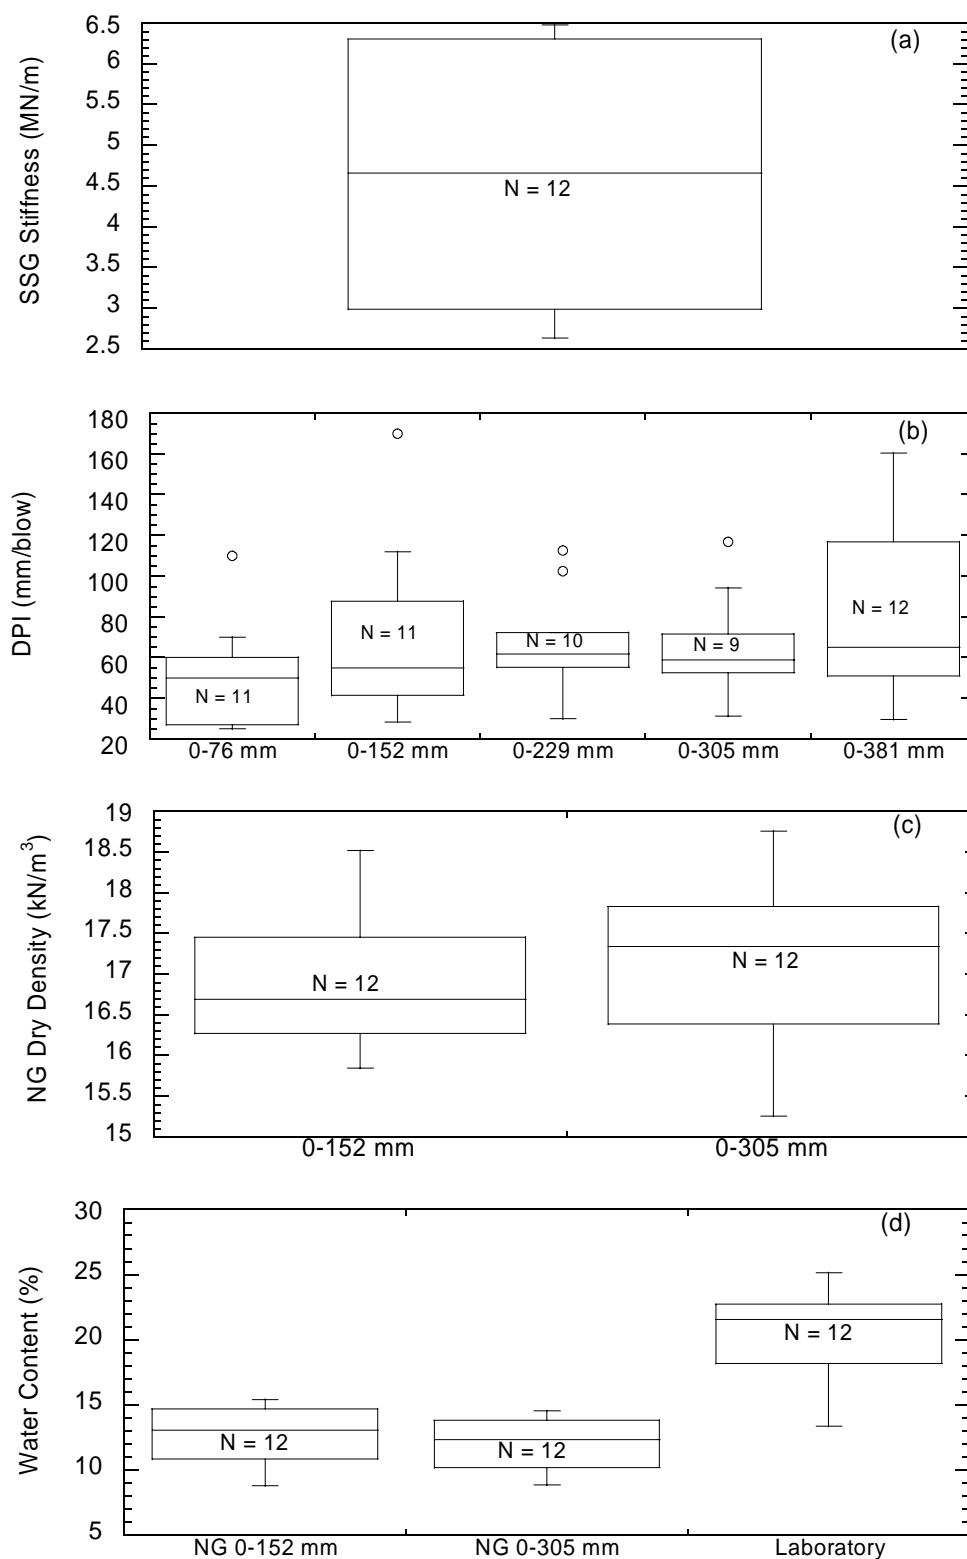 (a)
SSG Stiffness (MN/m)
6.5
6
5.5
5
4.5
4
3.5
3
2.5
N = 12
(b)
DPI (mm/blow)
180
160
140
120
100
80
60
40
20
N = 11
N = 11
N = 10
N = 9
N = 12
0-76 mm 0-152 mm 0-229 mm 0-305 mm 0-381 mm
(c)
NG Dry Density (kN/m³)
19
18.5
18
17.5
17
16.5
16
15.5
15
N = 12
N = 12
0-152 mm 0-305 mm
(d)
Water Content (%)
30
25
20
15
10
5
N = 12
N = 12
N = 12
NG 0-152 mm NG 0-305 mm Laboratory